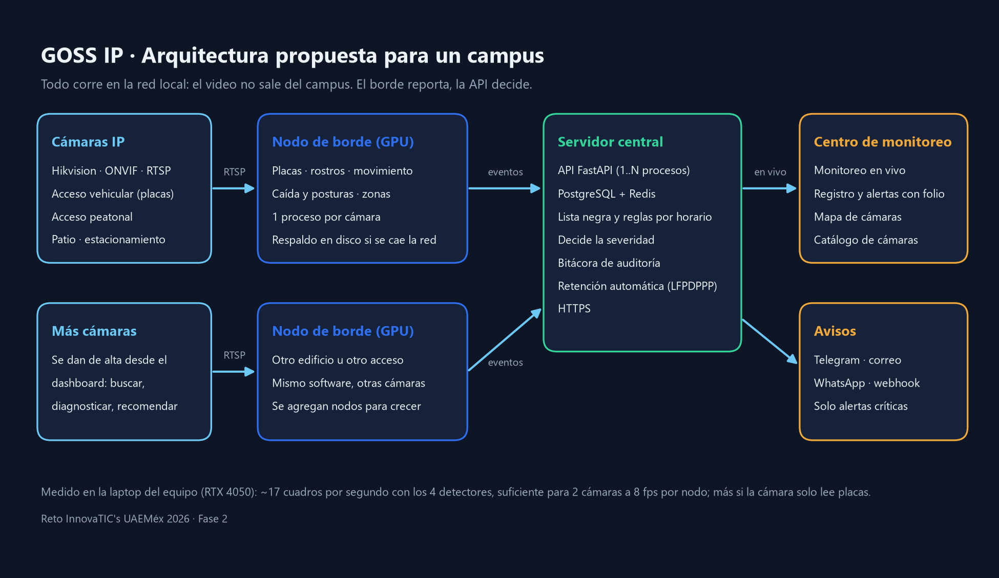 GOSS IP · Arquitectura propuesta para un campus
Todo corre en la red local: el video no sale del campus. El borde reporta, la API decide.
Cámaras IP
Hikvision · ONVIF · RTSP
Acceso vehicular (placas)
Acceso peatonal
Patio · estacionamiento
RTSP
Nodo de borde (GPU)
Placas · rostros · movimiento
Caída y posturas · zonas
1 proceso por cámara
Respaldo en disco si se cae la red
eventos
Servidor central
API FastAPI (1..N procesos)
PostgreSQL + Redis
Lista negra y reglas por horario
Decide la severidad
Bitácora de auditoría
Retención automática (LFPDPPP)
HTTPS
en vivo
Centro de monitoreo
Monitoreo en vivo
Registro y alertas con folio
Mapa de cámaras
Catálogo de cámaras
Más cámaras
Se dan de alta desde el
dashboard: buscar,
diagnosticar, recomendar
RTSP
Nodo de borde (GPU)
Otro edificio u otro acceso
Mismo software, otras cámaras
Se agregan nodos para crecer
eventos
Avisos
Telegram · correo
WhatsApp · webhook
Solo alertas críticas
Medido en la laptop del equipo (RTX 4050): ~17 cuadros por segundo con los 4 detectores, suficiente para 2 cámaras a 8 fps por nodo; más si la cámara solo lee placas.
Reto InnovaTIC's UAEMéx 2026 · Fase 2